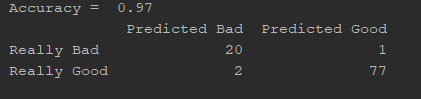 Accuracy =  0.97
Predicted Bad  Predicted Good
Really Bad 20 1
Really Good 2 77